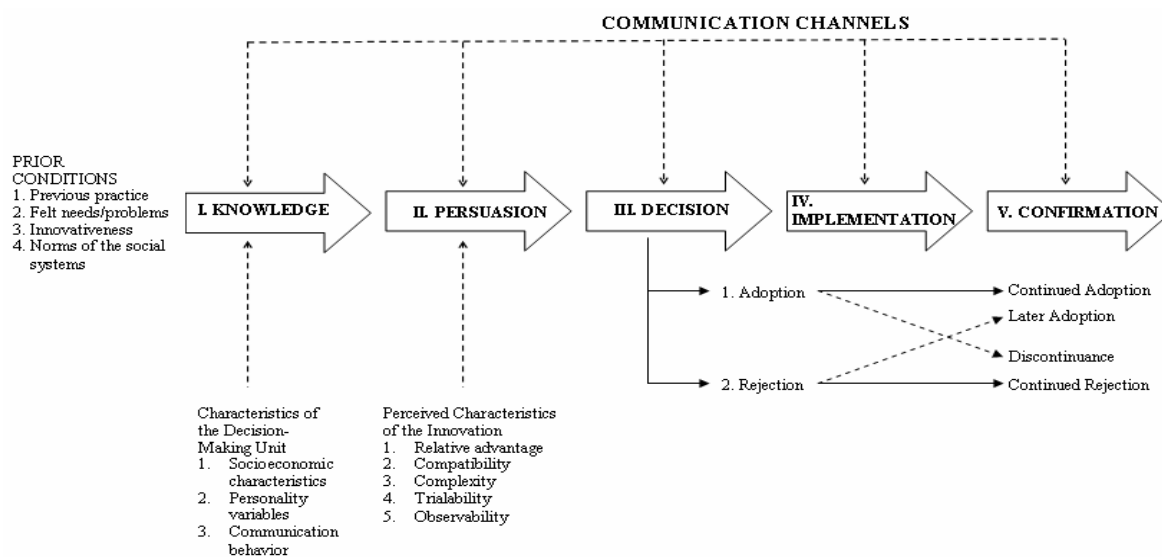 COMMUNICATION CHANNELS
PRIOR
CONDITIONS
1. Previous practice
2. Felt needs/problems
3. Innovativeness
4. Norms of the social
systems
I. KNOWLEDGE
II. PERSUASION
III. DECISION
IV.
IMPLEMENTATION
V. CONFIRMATION
1. Adoption
Continued Adoption
Later Adoption
Discontinuance
2. Rejection
Continued Rejection
Characteristics of
the Decision-
Making Unit
1. Socioeconomic
characteristics
2. Personality
variables
3. Communication
behavior
Perceived Characteristics
of the Innovation
1. Relative advantage
2. Compatibility
3. Complexity
4. Trialability
5. Observability